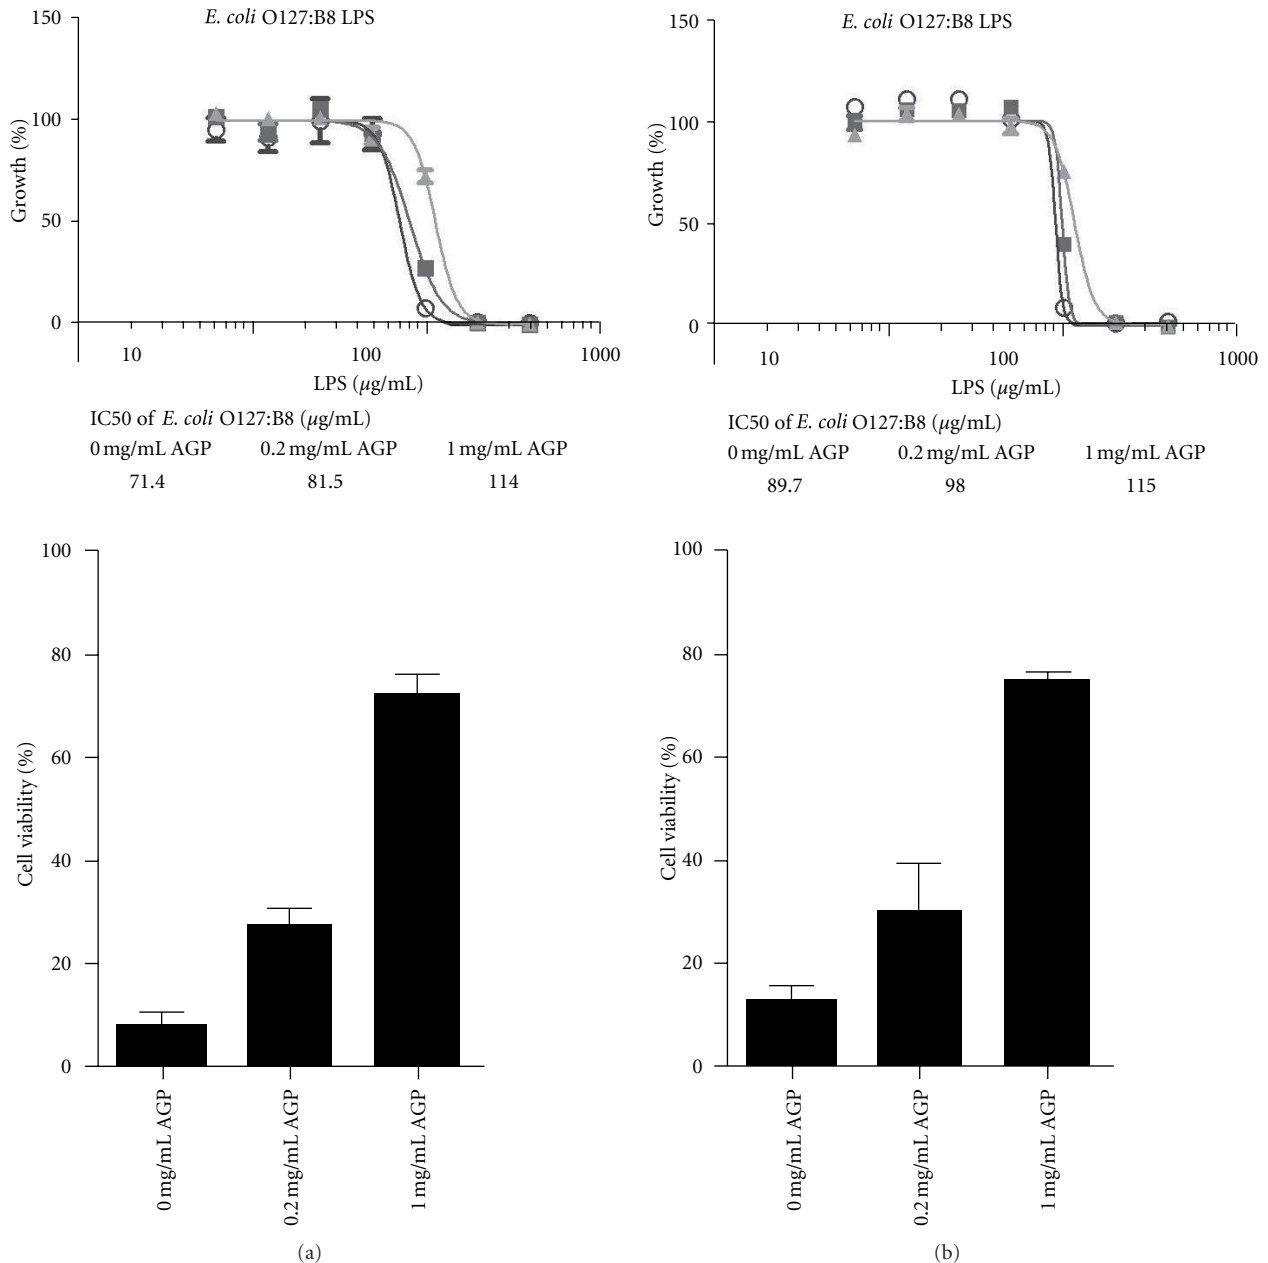 E. coli O127:B8 LPS
150
100
50
0
Growth (%)
10 100 1000
LPS (µg/mL)
IC50 of E. coli O127:B8 (µg/mL)
0 mg/mL AGP 0.2 mg/mL AGP 1 mg/mL AGP
71.4 81.5 114
E. coli O127:B8 LPS
150
100
50
0
Growth (%)
10 100 1000
LPS (µg/mL)
IC50 of E. coli O127:B8 (µg/mL)
0 mg/mL AGP 0.2 mg/mL AGP 1 mg/mL AGP
89.7 98 115
100
80
60
40
20
0
Cell viability (%)
0 mg/mL AGP
0.2 mg/mL AGP
1 mg/mL AGP
(a)
100
80
60
40
20
0
Cell viability (%)
0 mg/mL AGP
0.2 mg/mL AGP
1 mg/mL AGP
(b)